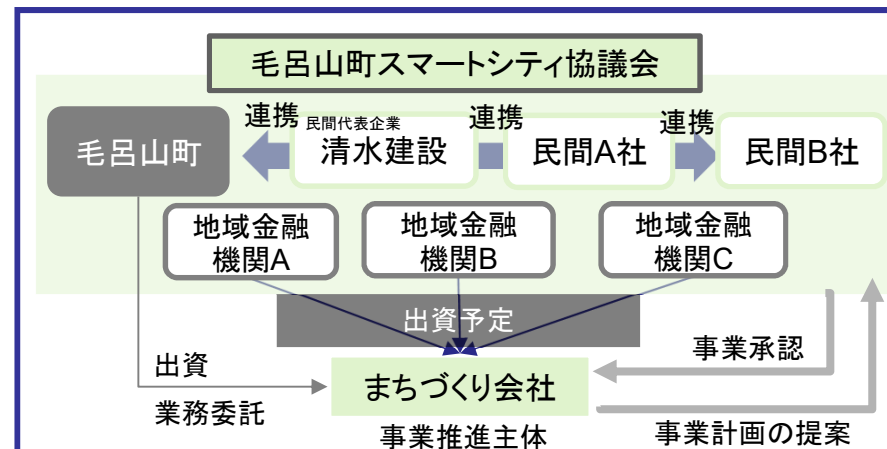 毛呂山町スマートシティ協議会
連携
民間代表企業
連携
連携
毛呂山町
清水建設
民間A社
民間B社
地域金融
機関A
地域金融
機関B
地域金融
機関C
出資予定
出資
業務委託
まちづくり会社
事業推進主体
事業承認
事業計画の提案